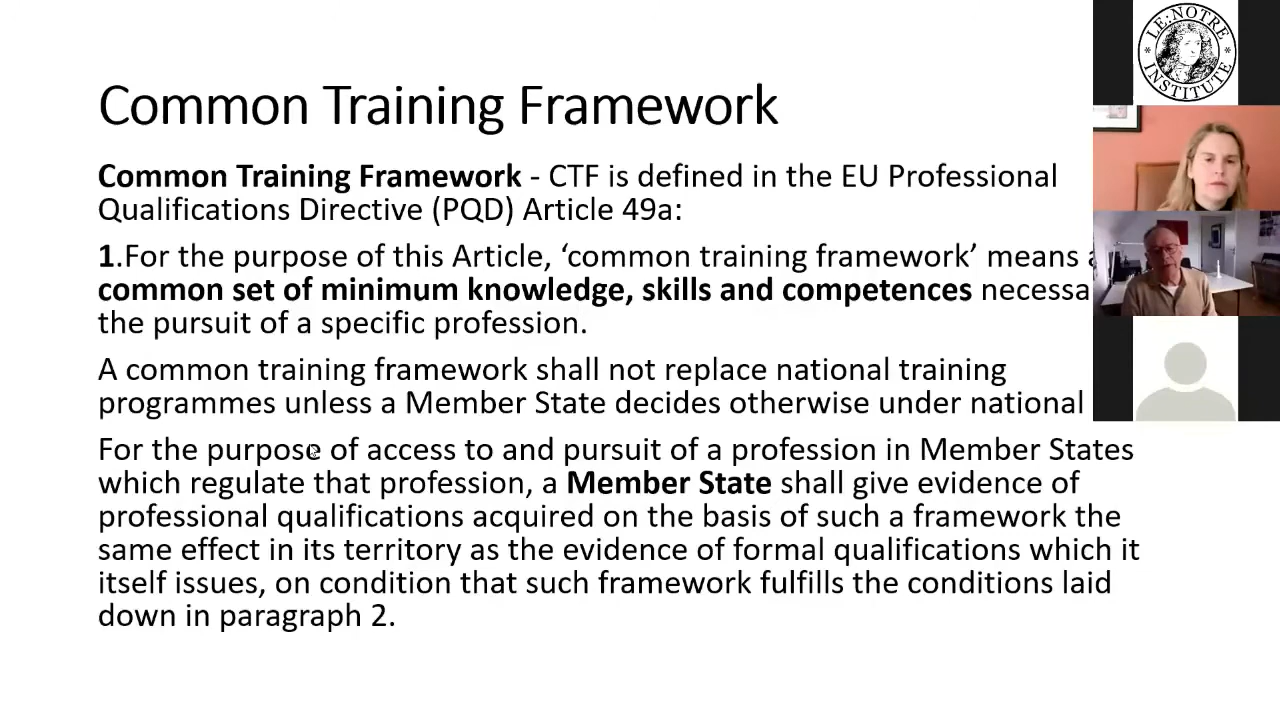 Common Training Framework
Common Training Framework - CTF is defined in the EU Professional
Qualifications Directive (PQD) Article 49a:
1.For the purpose of this Article, ‘common training framework’ means
common set of minimum knowledge, skills and competences
the pursuit of a specific profession.
A common training framework shall not replace national training
programmes unless a Member State decides otherwise under national
For the purpose of access to and pursuit of a profession in Member States
which regulate that profession, a Member State shall give evidence of
professional qualifications acquired on the basis of such a framework the
same effect in its territory as the evidence of formal qualifications which it
itself issues, on condition that such framework fulfills the conditions laid
down in paragraph 2.
LE:NOTRE
* INSTITUTE *